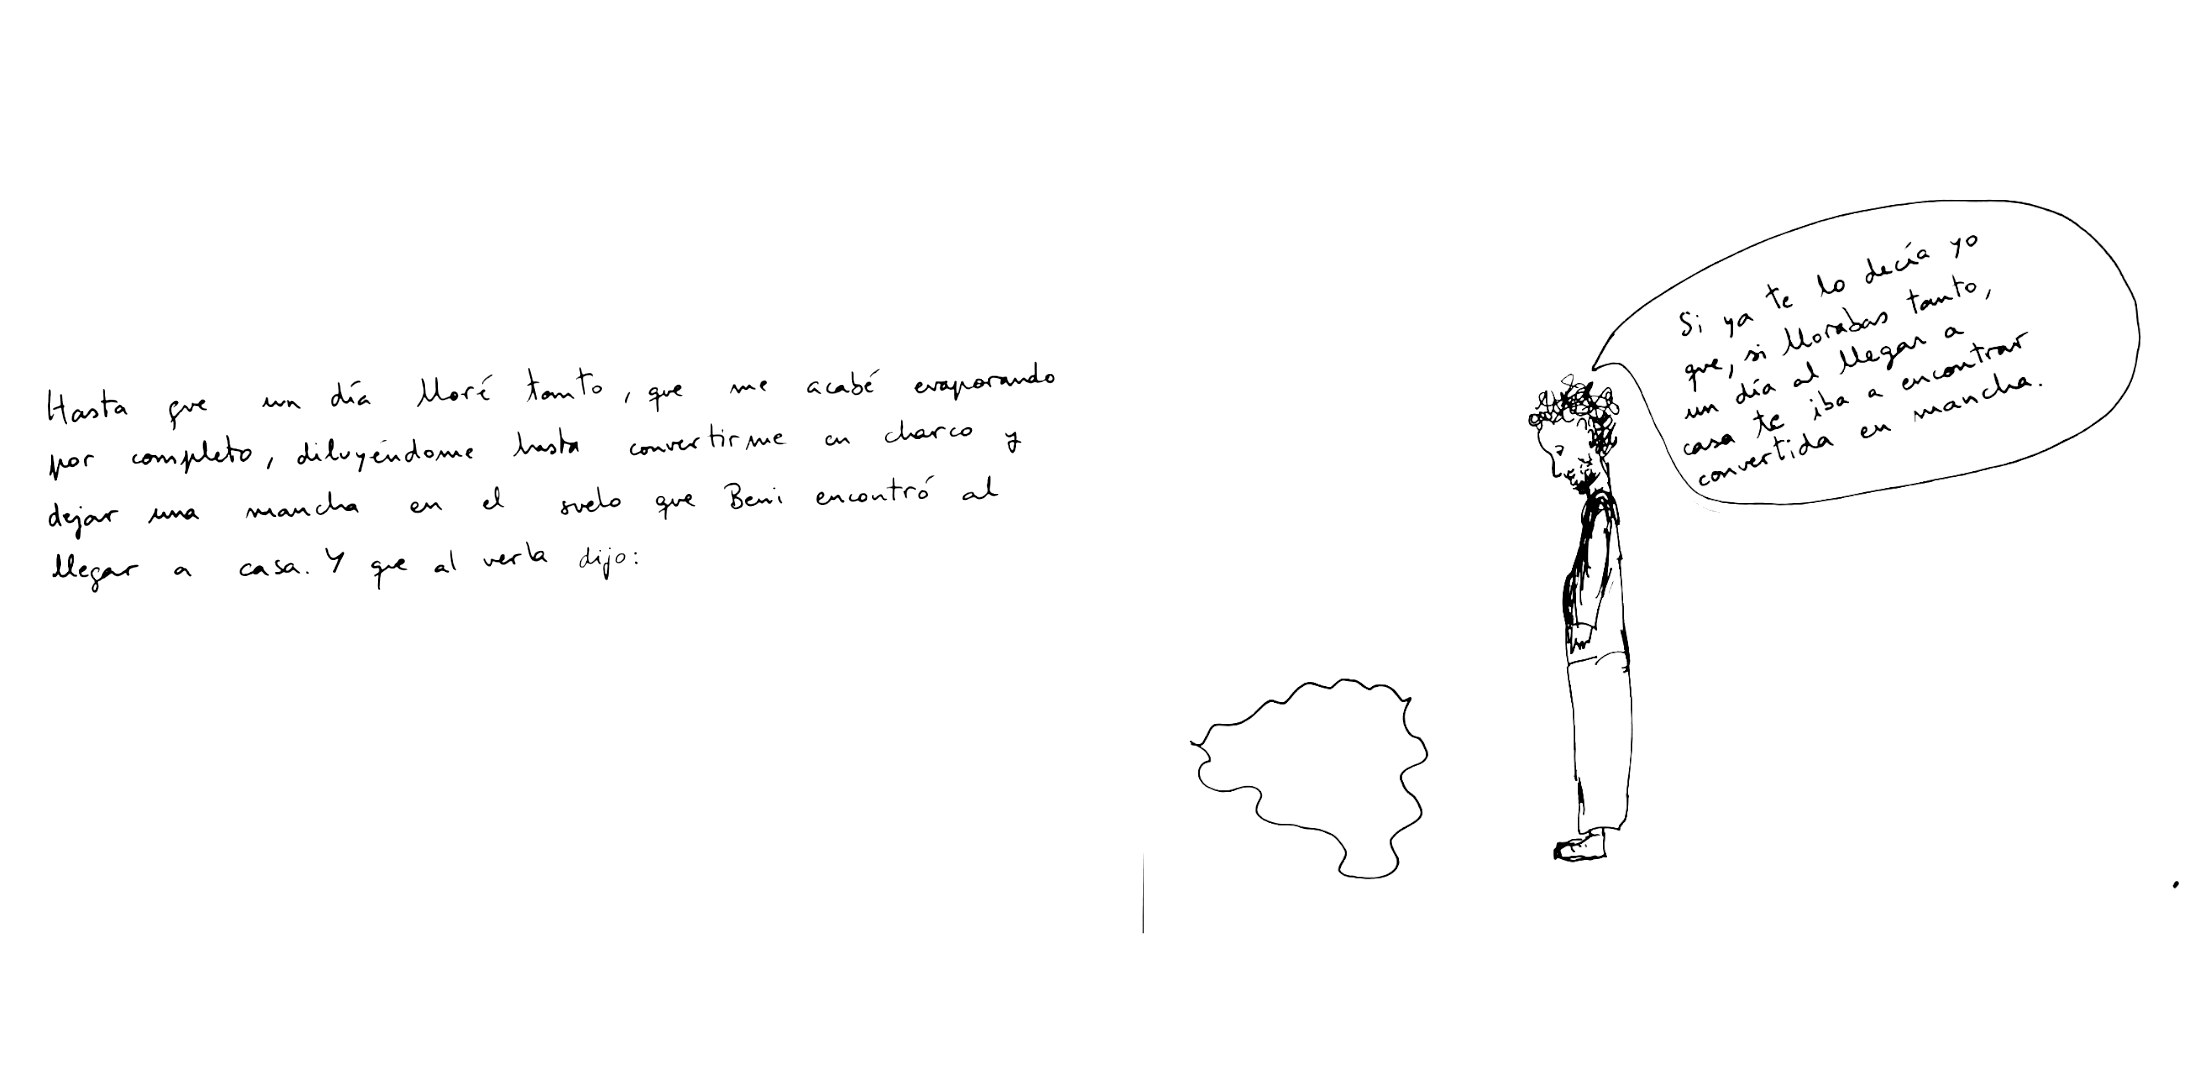 Hasta que un día lloré tanto, que me acabé evaporando
por completo, diluyéndome hasta convertirme en charco y
dejar una mancha en el suelo que Beni encontró al
llegar a casa. Y que al verla dijo:
Si ya te lo decía yo
que, si llorabas tanto,
un día al llegar a
casa te iba a encontrar
convertida en mancha.